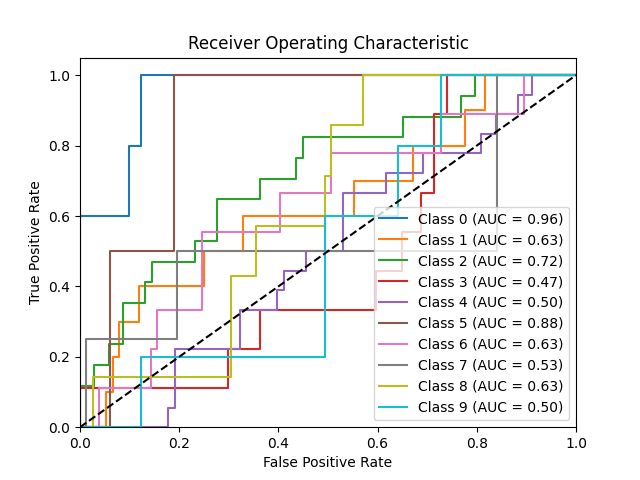 Receiver Operating Characteristic
True Positive Rate
1.0
0.8
0.6
0.4
0.2
0.0
Class 0 (AUC = 0.96)
Class 1 (AUC = 0.63)
Class 2 (AUC = 0.72)
Class 3 (AUC = 0.47)
Class 4 (AUC = 0.50)
Class 5 (AUC = 0.88)
Class 6 (AUC = 0.63)
Class 7 (AUC = 0.53)
Class 8 (AUC = 0.63)
Class 9 (AUC = 0.50)
0.0 0.2 0.4 0.6 0.8 1.0
False Positive Rate